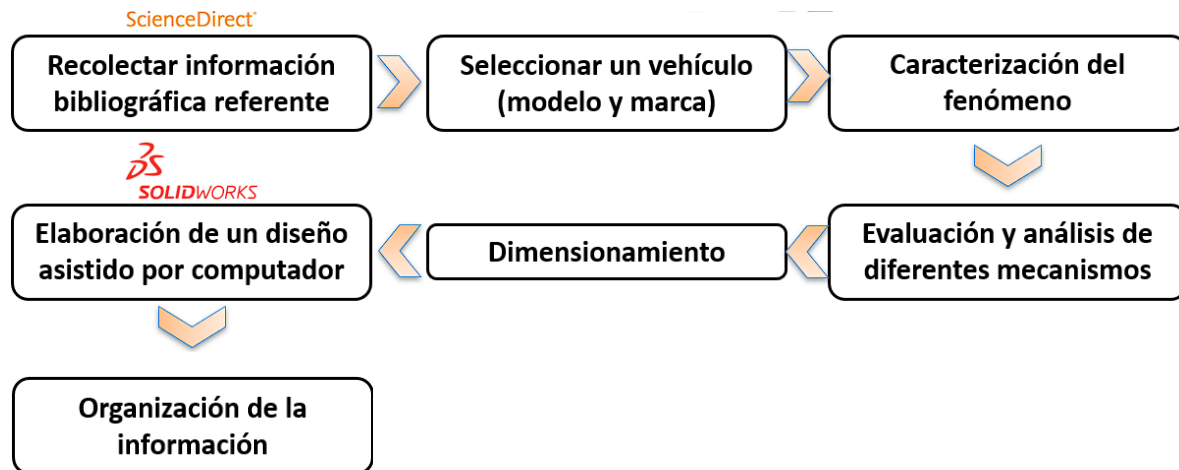 ScienceDirect
Recolectar información
bibliográfica referente
Seleccionar un vehículo
(modelo y marca)
Caracterización del
fenómeno
Evaluación y análisis de
diferentes mecanismos
Dimensionamiento
DS
SOLIDWORKS
Elaboración de un diseño
asistido por computador
Organización de la
información